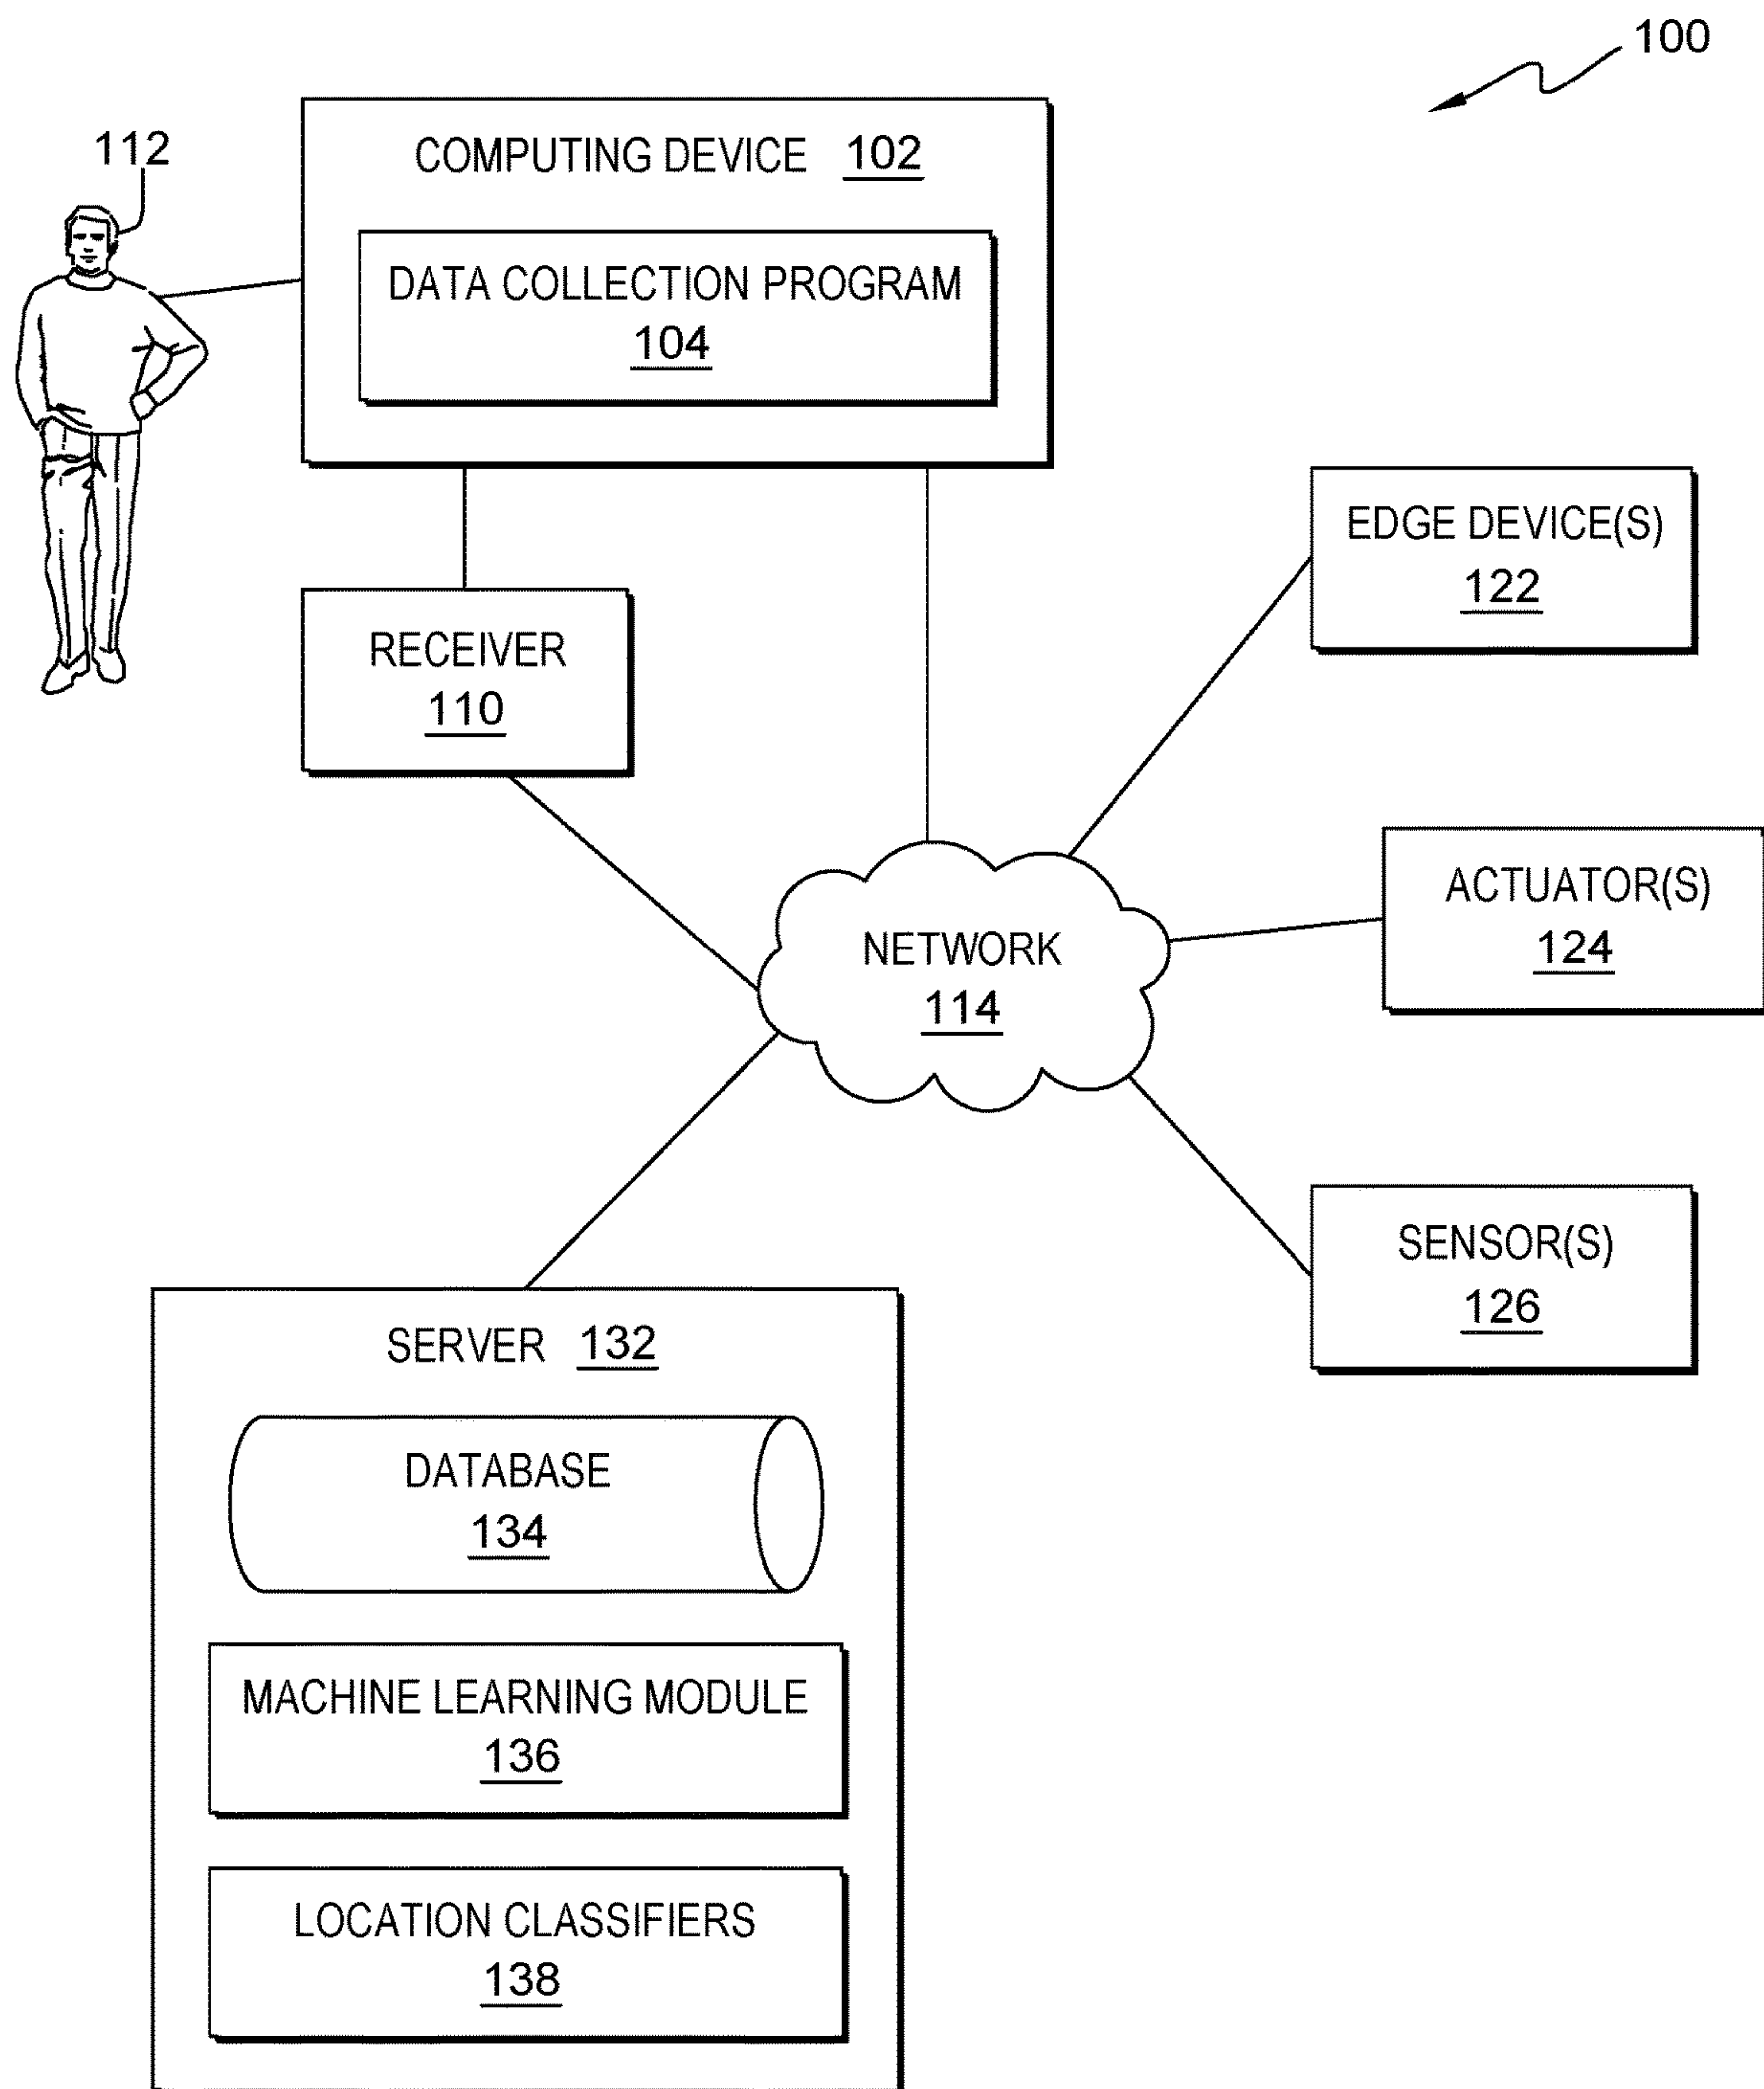 100
112
COMPUTING DEVICE 102
DATA COLLECTION PROGRAM
104
EDGE DEVICE(S)
122
RECEIVER
110
ACTUATOR(S)
124
NETWORK
114
SENSOR(S)
126
SERVER 132
DATABASE
134
MACHINE LEARNING MODULE
136
LOCATION CLASSIFIERS
138